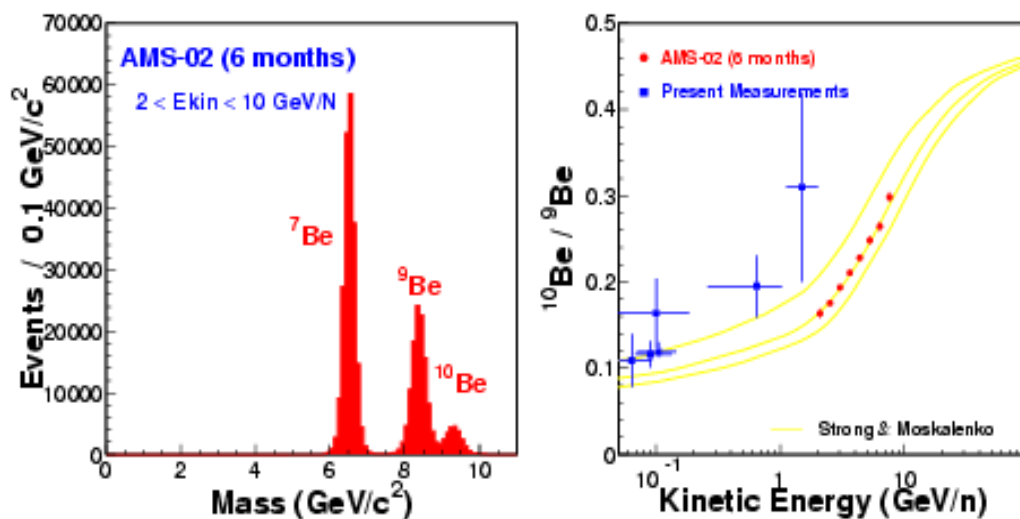 70000
60000
50000
40000
30000
20000
10000
0
Events / 0.1 GeV/c²
AMS-02 (6 months)
2 < Ekin < 10 GeV/N
⁷Be
⁹Be
¹⁰Be
0 2 4 6 8 10
Mass (GeV/c²)
0.5
0.4
0.3
0.2
0.1
0
¹⁰Be / ⁹Be
AMS-02 (6 months)
Present Measurements
Strong & Moskalenko
10⁻¹ 1 10
Kinetic Energy (GeV/n)